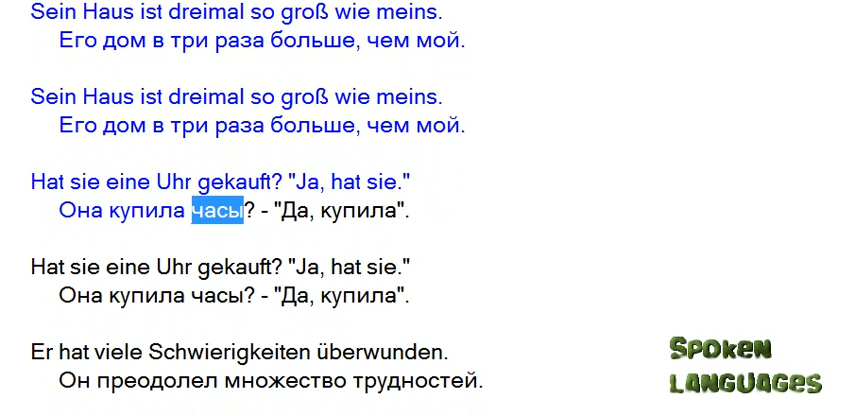 Sein Haus ist dreimal so groß wie meins.
Его дом в три раза больше, чем мой.
Sein Haus ist dreimal so groß wie meins.
Его дом в три раза больше, чем мой.
Hat sie eine Uhr gekauft? "Ja, hat sie."
Она купила часы? - "Да, купила".
Hat sie eine Uhr gekauft? "Ja, hat sie."
Она купила часы? - "Да, купила".
Er hat viele Schwierigkeiten überwunden.
Он преодолел множество трудностей.
SPOKEN
LANGUAGES